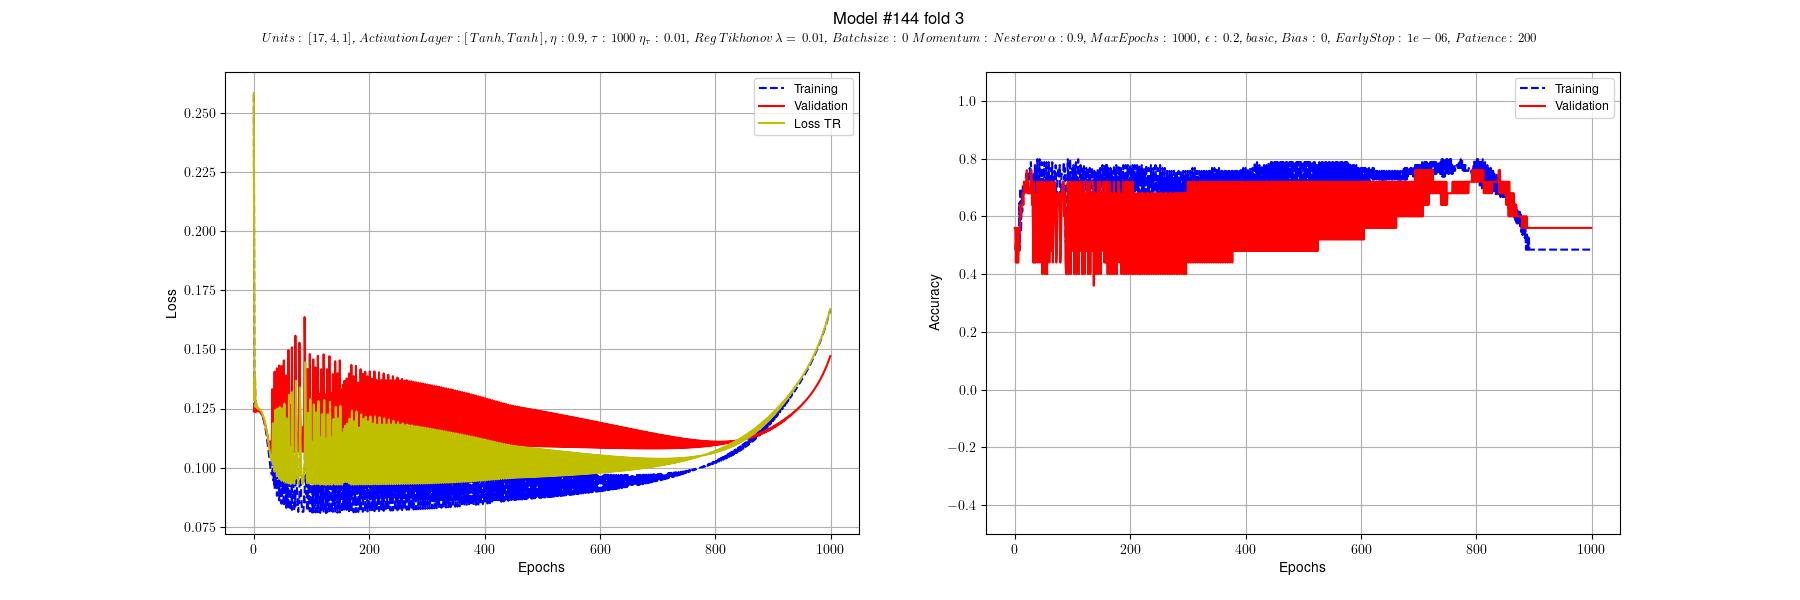 Model #144 fold 3
Units : [17, 4, 1], ActivationLayer : [Tanh, Tanh], η : 0.9, τ : 1000 ητ : 0.01, Reg Tikhonov λ = 0.01, Batchsize : 0 Momentum : Nesterov α : 0.9, MaxEpochs : 1000, ϵ : 0.2, basic, Bias : 0, EarlyStop : 1e − 06, Patience : 200
Loss
0.250
0.225
0.200
0.175
0.150
0.125
0.100
0.075
Training
Validation
Loss TR
0 200 400 600 800 1000
Epochs
Accuracy
1.0
0.8
0.6
0.4
0.2
0.0
−0.2
−0.4
Training
Validation
0 200 400 600 800 1000
Epochs